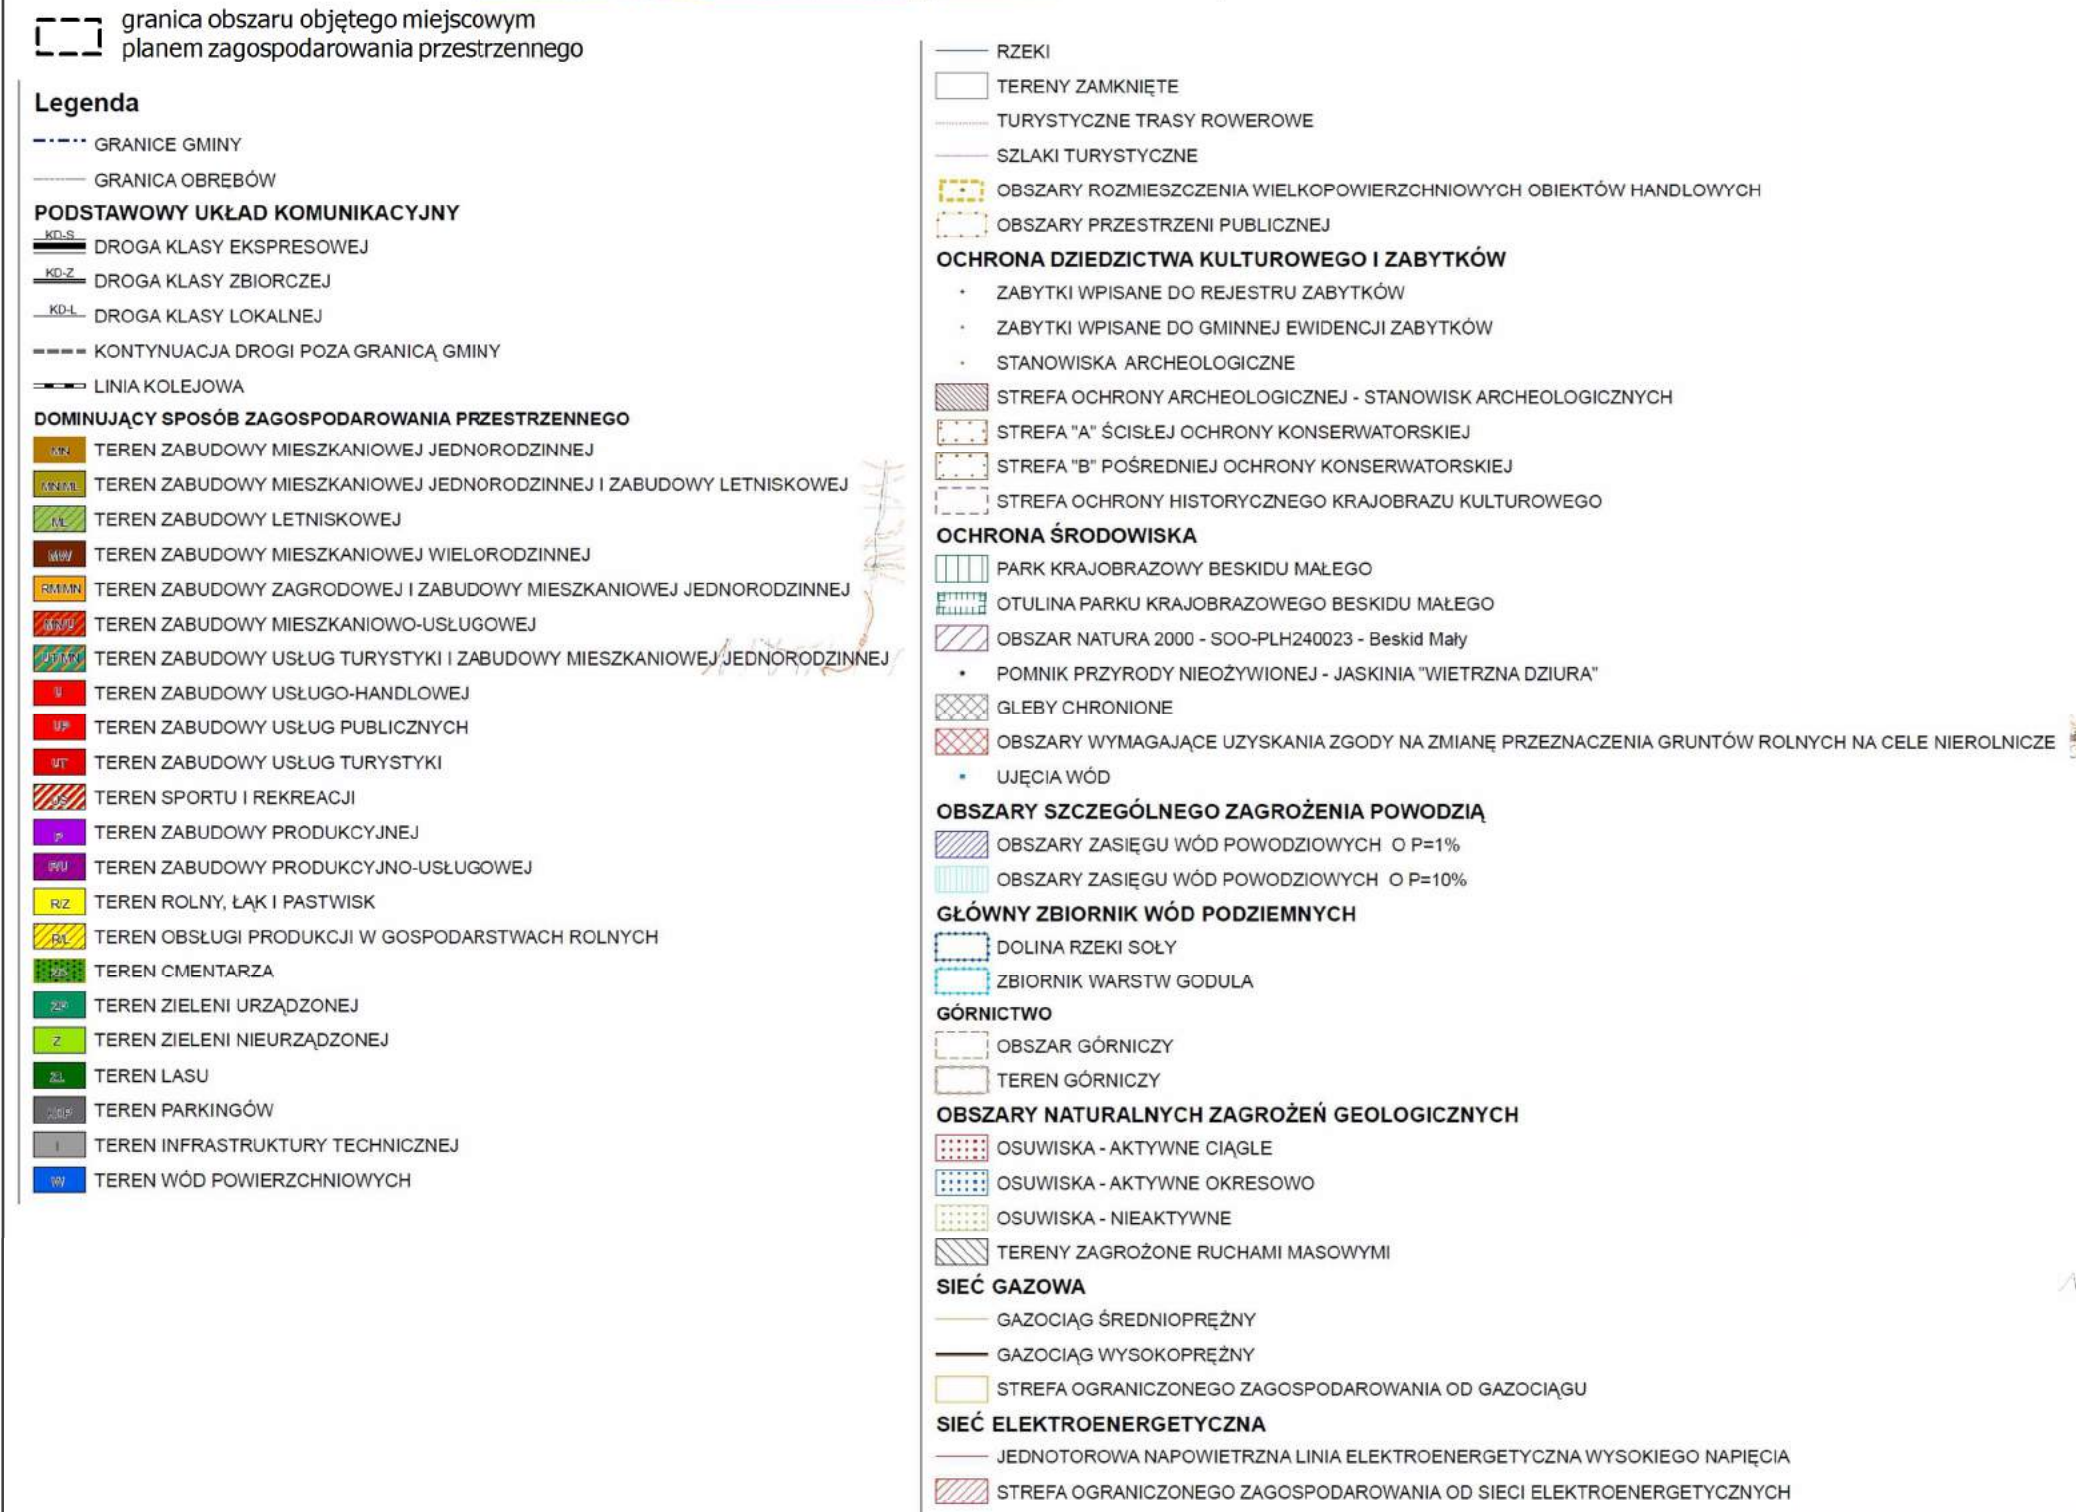 granica obszaru objętego miejscowym
planem zagospodarowania przestrzennego
Legenda
GRANICE GMINY
GRANICA OBRĘBÓW
PODSTAWOWY UKŁAD KOMUNIKACYJNY
KD-S DROGA KLASY EKSPRESOWEJ
KD-Z DROGA KLASY ZBIORCZEJ
KD-L DROGA KLASY LOKALNEJ
KONTYNUACJA DROGI POZA GRANICĄ GMINY
LINIA KOLEJOWA
DOMINUJĄCY SPOSÓB ZAGOSPODAROWANIA PRZESTRZENNEGO
MN TEREN ZABUDOWY MIESZKANIOWEJ JEDNORODZINNEJ
MN/ML TEREN ZABUDOWY MIESZKANIOWEJ JEDNORODZINNEJ I ZABUDOWY LETNISKOWEJ
ML TEREN ZABUDOWY LETNISKOWEJ
MW TEREN ZABUDOWY MIESZKANIOWEJ WIELORODZINNEJ
RM/MN TEREN ZABUDOWY ZAGRODOWEJ I ZABUDOWY MIESZKANIOWEJ JEDNORODZINNEJ
MN/U TEREN ZABUDOWY MIESZKANIOWO-USŁUGOWEJ
UT/MN TEREN ZABUDOWY USŁUG TURYSTYKI I ZABUDOWY MIESZKANIOWEJ JEDNORODZINNEJ
U TEREN ZABUDOWY USŁUGO-HANDLOWEJ
UP TEREN ZABUDOWY USŁUG PUBLICZNYCH
UT TEREN ZABUDOWY USŁUG TURYSTYKI
US TEREN SPORTU I REKREACJI
P TEREN ZABUDOWY PRODUKCYJNEJ
P/U TEREN ZABUDOWY PRODUKCYJNO-USŁUGOWEJ
R/Z TEREN ROLNY, ŁĄK I PASTWISK
TEREN OBSŁUGI PRODUKCJI W GOSPODARSTWACH ROLNYCH
TEREN CMENTARZA
ZP TEREN ZIELENI URZĄDZONEJ
Z TEREN ZIELENI NIEURZĄDZONEJ
ZL TEREN LASU
TEREN PARKINGÓW
I TEREN INFRASTRUKTURY TECHNICZNEJ
W TEREN WÓD POWIERZCHNIOWYCH
RZEKI
TERENY ZAMKNIĘTE
TURYSTYCZNE TRASY ROWEROWE
SZLAKI TURYSTYCZNE
OBSZARY ROZMIESZCZENIA WIELKOPOWIERZCHNIOWYCH OBIEKTÓW HANDLOWYCH
OBSZARY PRZESTRZENI PUBLICZNEJ
OCHRONA DZIEDZICTWA KULTUROWEGO I ZABYTKÓW
ZABYTKI WPISANE DO REJESTRU ZABYTKÓW
ZABYTKI WPISANE DO GMINNEJ EWIDENCJI ZABYTKÓW
STANOWISKA ARCHEOLOGICZNE
STREFA OCHRONY ARCHEOLOGICZNEJ - STANOWISK ARCHEOLOGICZNYCH
STREFA "A" ŚCISŁEJ OCHRONY KONSERWATORSKIEJ
STREFA "B" POŚREDNIEJ OCHRONY KONSERWATORSKIEJ
STREFA OCHRONY HISTORYCZNEGO KRAJOBRAZU KULTUROWEGO
OCHRONA ŚRODOWISKA
PARK KRAJOBRAZOWY BESKIDU MAŁEGO
OTULINA PARKU KRAJOBRAZOWEGO BESKIDU MAŁEGO
OBSZAR NATURA 2000 - SOO-PLH240023 - Beskid Mały
POMNIK PRZYRODY NIEOŻYWIONEJ - JASKINIA "WIETRZNA DZIURA"
GLEBY CHRONIONE
OBSZARY WYMAGAJĄCE UZYSKANIA ZGODY NA ZMIANĘ PRZEZNACZENIA GRUNTÓW ROLNYCH NA CELE NIEROLNICZE
UJĘCIA WÓD
OBSZARY SZCZEGÓLNEGO ZAGROŻENIA POWODZIĄ
OBSZARY ZASIĘGU WÓD POWODZIOWYCH O P=1%
OBSZARY ZASIĘGU WÓD POWODZIOWYCH O P=10%
GŁÓWNY ZBIORNIK WÓD PODZIEMNYCH
DOLINA RZEKI SOŁY
ZBIORNIK WARSTW GODULA
GÓRNICTWO
OBSZAR GÓRNICZY
TEREN GÓRNICZY
OBSZARY NATURALNYCH ZAGROŻEŃ GEOLOGICZNYCH
OSUWISKA - AKTYWNE CIĄGLE
OSUWISKA - AKTYWNE OKRESOWO
OSUWISKA - NIEAKTYWNE
TERENY ZAGROŻONE RUCHAMI MASOWYMI
SIEĆ GAZOWA
GAZOCIĄG ŚREDNIOPRĘŻNY
GAZOCIĄG WYSOKOPRĘŻNY
STREFA OGRANICZONEGO ZAGOSPODAROWANIA OD GAZOCIĄGU
SIEĆ ELEKTROENERGETYCZNA
JEDNOTOROWA NAPOWIETRZNA LINIA ELEKTROENERGETYCZNA WYSOKIEGO NAPIĘCIA
STREFA OGRANICZONEGO ZAGOSPODAROWANIA OD SIECI ELEKTROENERGETYCZNYCH